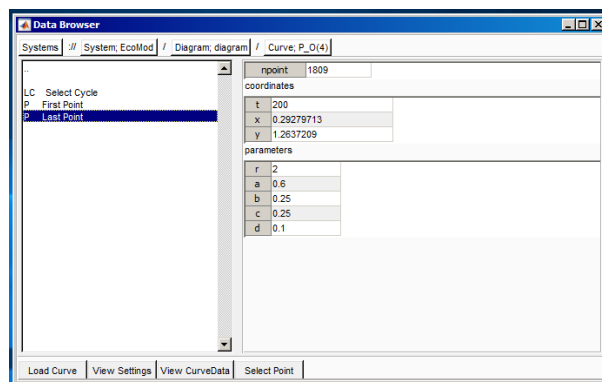 Data Browser
Systems :// System; EcoMod / Diagram; diagram / Curve; P_O(4)
..
LC Select Cycle
P First Point
P Last Point
npoint 1809
coordinates
t 200
x 0.29279713
y 1.2637209
parameters
r 2
a 0.6
b 0.25
c 0.25
d 0.1
Load Curve View Settings View CurveData Select Point